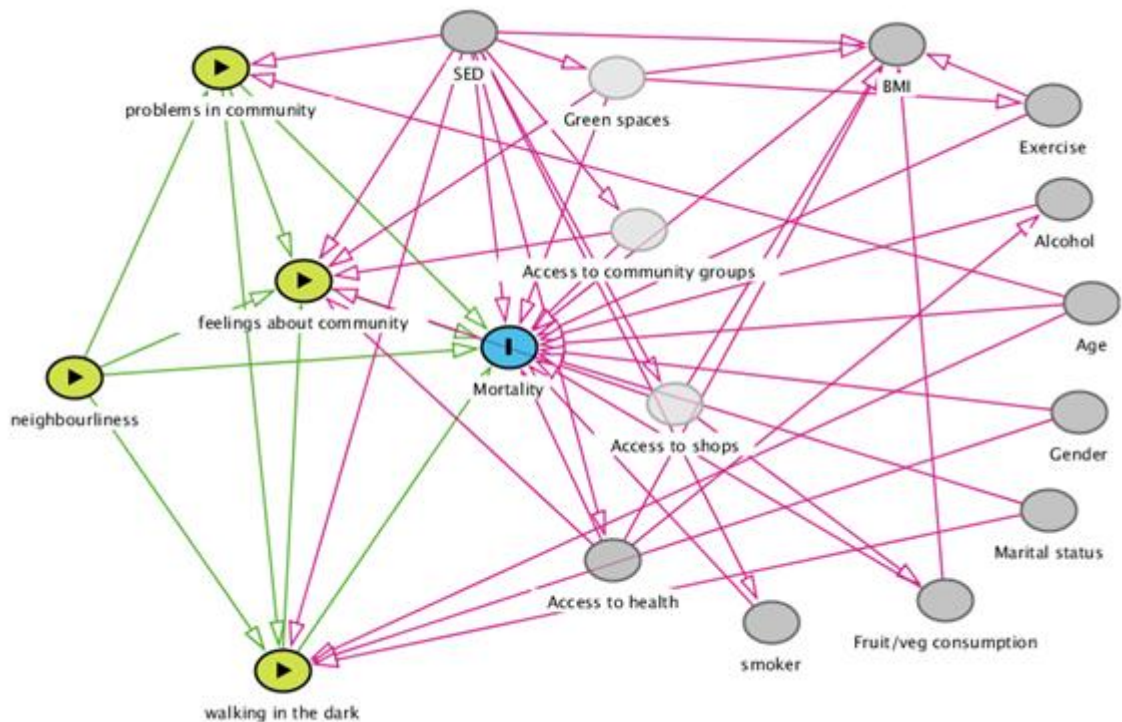 SED
BMI
problems in community
Green spaces
Exercise
Alcohol
Access to community groups
feelings about community
Age
Mortality
neighbourliness
Access to shops
Gender
Marital status
Access to health
Fruit/veg consumption
smoker
walking in the dark